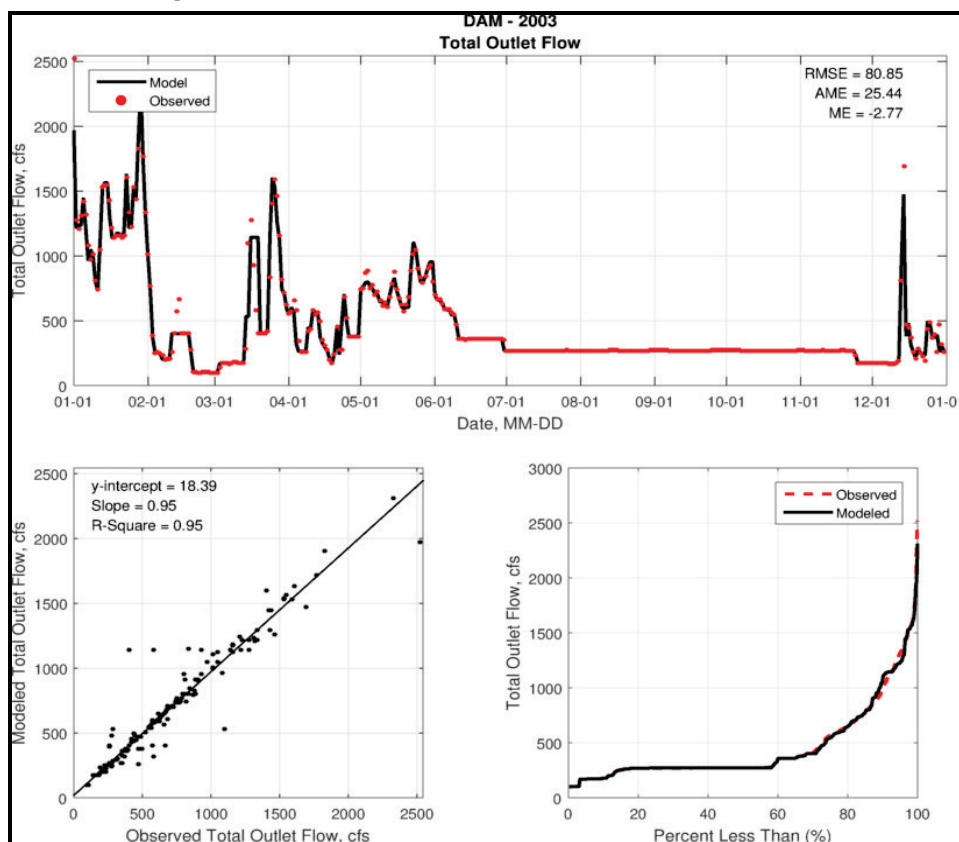 DAM - 2003
Total Outlet Flow
Total Outlet Flow, cfs
2500
2000
1500
1000
500
0
Model
Observed
RMSE = 80.85
AME = 25.44
ME = -2.77
01-01 02-01 03-01 04-01 05-01 06-01 07-01 08-01 09-01 10-01 11-01 12-01 01-01
Date, MM-DD
Modeled Total Outlet Flow, cfs
2500
2000
1500
1000
500
0
y-intercept = 18.39
Slope = 0.95
R-Square = 0.95
0 500 1000 1500 2000 2500
Observed Total Outlet Flow, cfs
Total Outlet Flow, cfs
3000
2500
2000
1500
1000
500
0
Observed
Modeled
0 20 40 60 80 100
Percent Less Than (%)